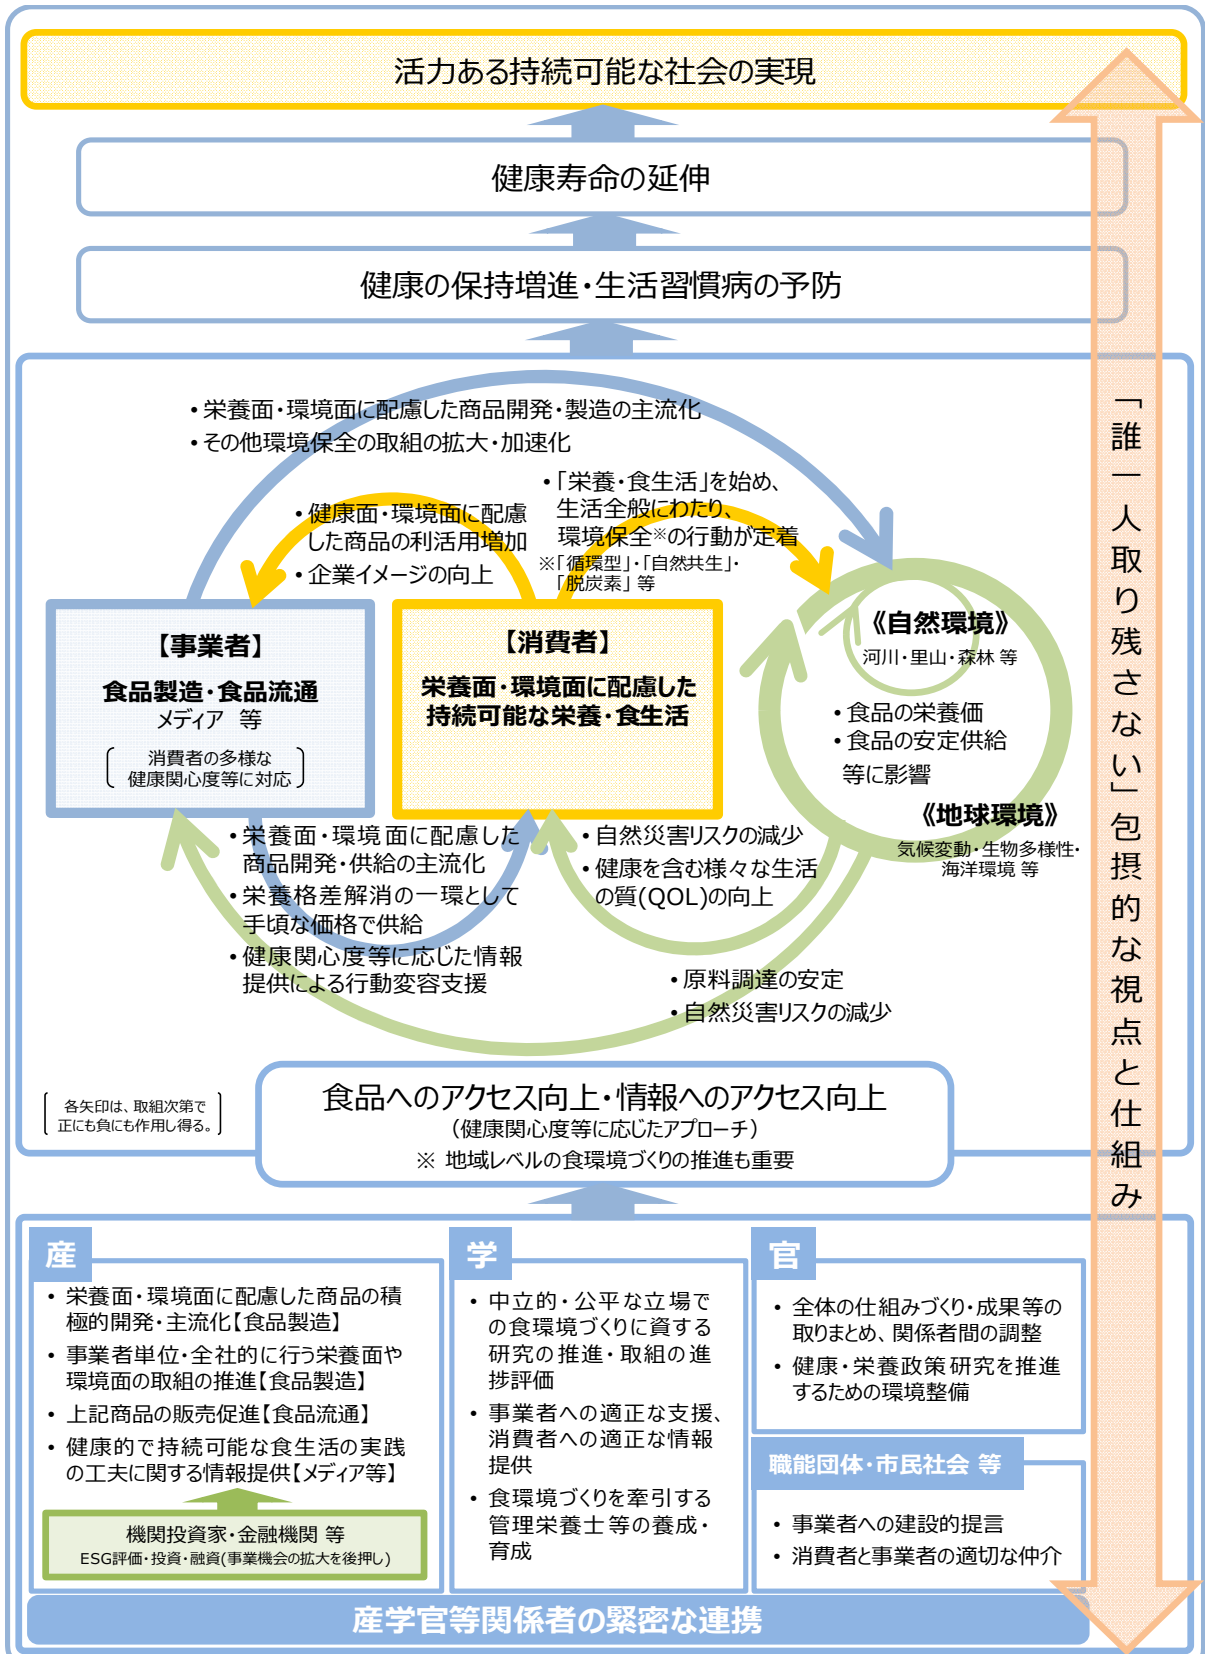 活力ある持続可能な社会の実現
健康寿命の延伸
健康の保持増進・生活習慣病の予防
「誰一人取り残さない」包摂的な視点と仕組み
・栄養面・環境面に配慮した商品開発・製造の主流化
・その他環境保全の取組の拡大・加速化
・健康面・環境面に配慮
した商品の利活用増加
・企業イメージの向上
・「栄養・食生活」を始め、
生活全般にわたり、
環境保全※の行動が定着
※「循環型」・「自然共生」・
「脱炭素」等
【事業者】
食品製造・食品流通
メディア 等
消費者の多様な
健康関心度等に対応
【消費者】
栄養面・環境面に配慮した
持続可能な栄養・食生活
《自然環境》
河川・里山・森林 等
・食品の栄養価
・食品の安定供給
等に影響
《地球環境》
気候変動・生物多様性・
海洋環境 等
・栄養面・環境面に配慮した
商品開発・供給の主流化
・栄養格差解消の一環として
手頃な価格で供給
・健康関心度等に応じた情報
提供による行動変容支援
・自然災害リスクの減少
・健康を含む様々な生活
の質(QOL)の向上
・原料調達の安定
・自然災害リスクの減少
各矢印は、取組次第で
正にも負にも作用し得る。
食品へのアクセス向上・情報へのアクセス向上
（健康関心度等に応じたアプローチ）
※ 地域レベルの食環境づくりの推進も重要
産
・栄養面・環境面に配慮した商品の積
極的開発・主流化【食品製造】
・事業者単位・全社的に行う栄養面や
環境面の取組の推進【食品製造】
・上記商品の販売促進【食品流通】
・健康的で持続可能な食生活の実践
の工夫に関する情報提供【メディア等】
機関投資家・金融機関 等
ESG評価・投資・融資(事業機会の拡大を後押し)
学
・中立的・公平な立場で
の食環境づくりに資する
研究の推進・取組の進
捗評価
・事業者への適正な支援、
消費者への適正な情報
提供
・食環境づくりを牽引する
管理栄養士等の養成・
育成
官
・全体の仕組みづくり・成果等の
取りまとめ、関係者間の調整
・健康・栄養政策研究を推進
するための環境整備
職能団体・市民社会 等
・事業者への建設的提言
・消費者と事業者の適切な仲介
産学官等関係者の緊密な連携